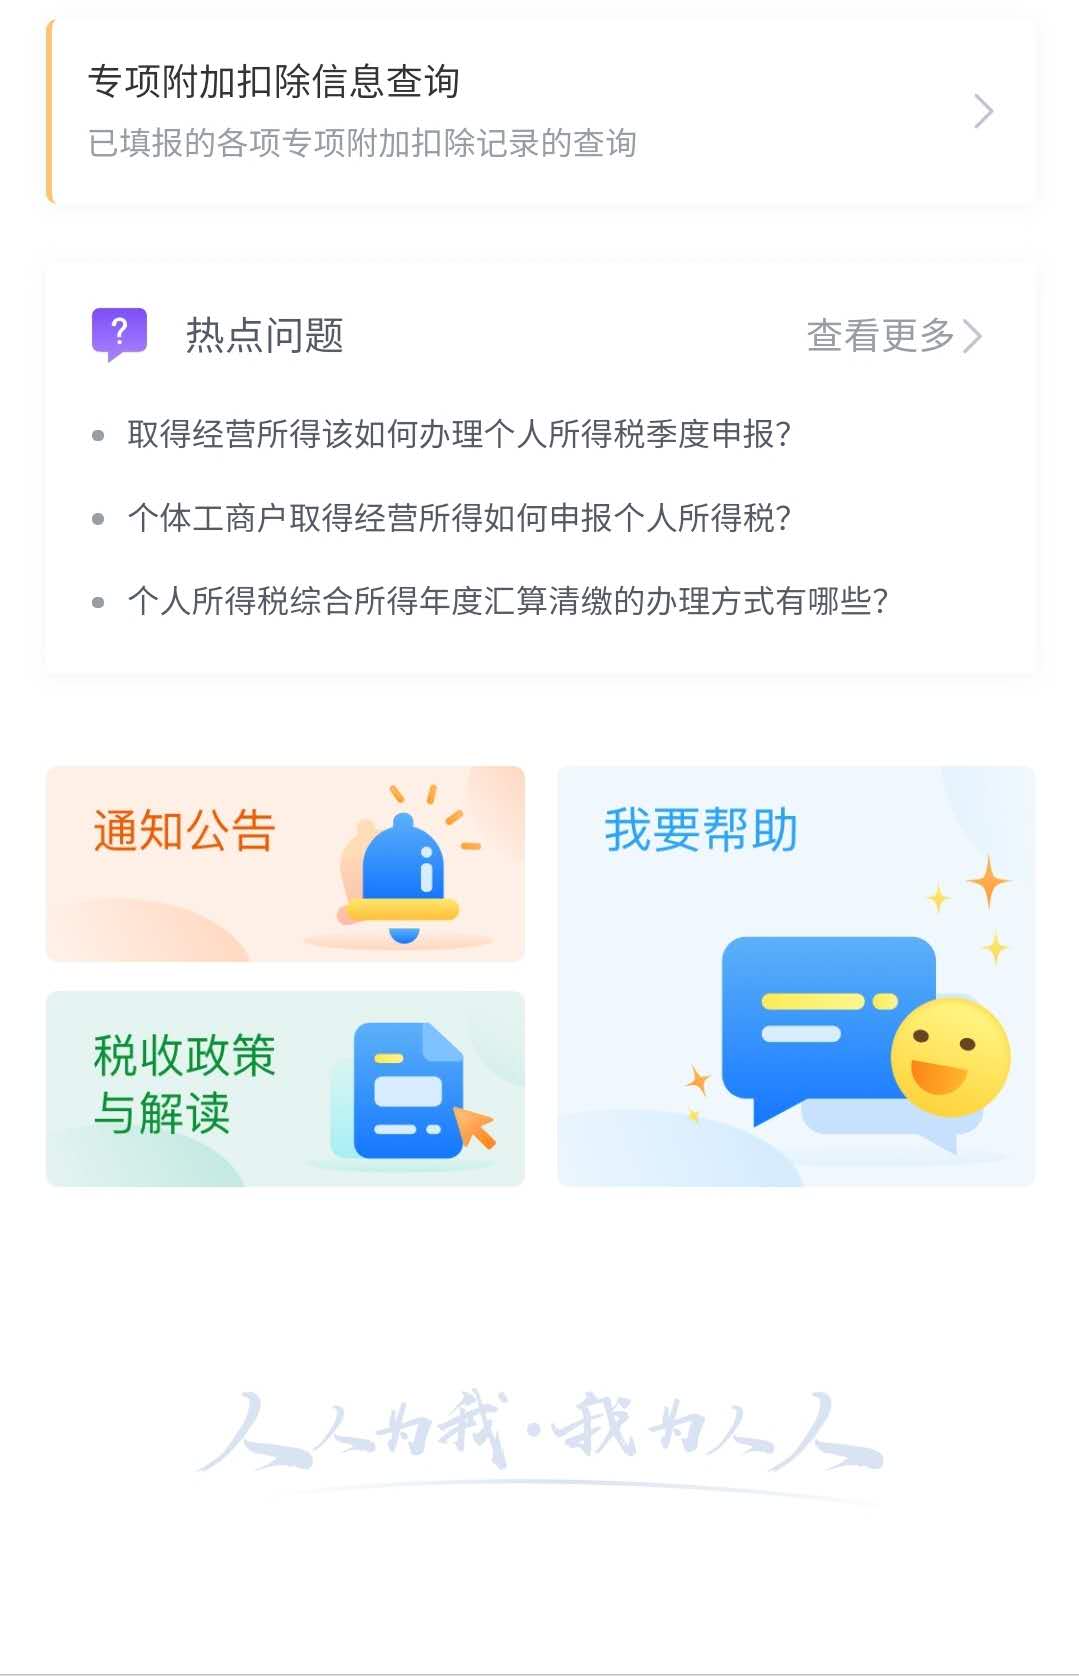 专项附加扣除信息查询
已填报的各项专项附加扣除记录的查询
热点问题
查看更多
取得经营所得该如何办理个人所得税季度申报?
个体工商户取得经营所得如何申报个人所得税?
个人所得税综合所得年度汇算清缴的办理方式有哪些?
通知公告
我要帮助
税收政策
与解读
人人为我·我为人人